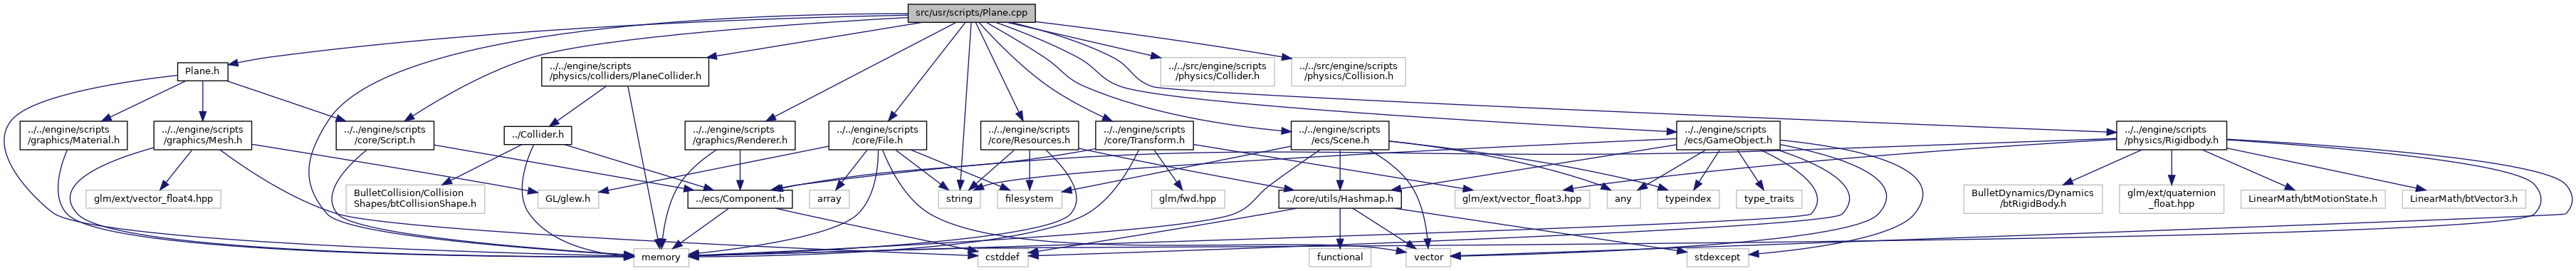 src/usr/scripts/Plane.cpp
Plane.h
../../engine/scripts
/physics/colliders/PlaneCollider.h
../../src/engine/scripts
/physics/Collider.h
../../src/engine/scripts
/physics/Collision.h
../../engine/scripts
/graphics/Material.h
../../engine/scripts
/graphics/Mesh.h
../../engine/scripts
/core/Script.h
../Collider.h
../../engine/scripts
/graphics/Renderer.h
../../engine/scripts
/core/File.h
../../engine/scripts
/core/Resources.h
../../engine/scripts
/core/Transform.h
../../engine/scripts
/ecs/Scene.h
../../engine/scripts
/ecs/GameObject.h
../../engine/scripts
/physics/Rigidbody.h
glm/ext/vector_float4.hpp
BulletCollision/Collision
Shapes/btCollisionShape.h
GL/glew.h
../ecs/Component.h
array
string
filesystem
glm/fwd.hpp
../core/utils/Hashmap.h
glm/ext/vector_float3.hpp
any
typeindex
type_traits
BulletDynamics/Dynamics
/btRigidBody.h
glm/ext/quaternion
_float.hpp
LinearMath/btMotionState.h
LinearMath/btVector3.h
memory
cstddef
functional
vector
stdexcept